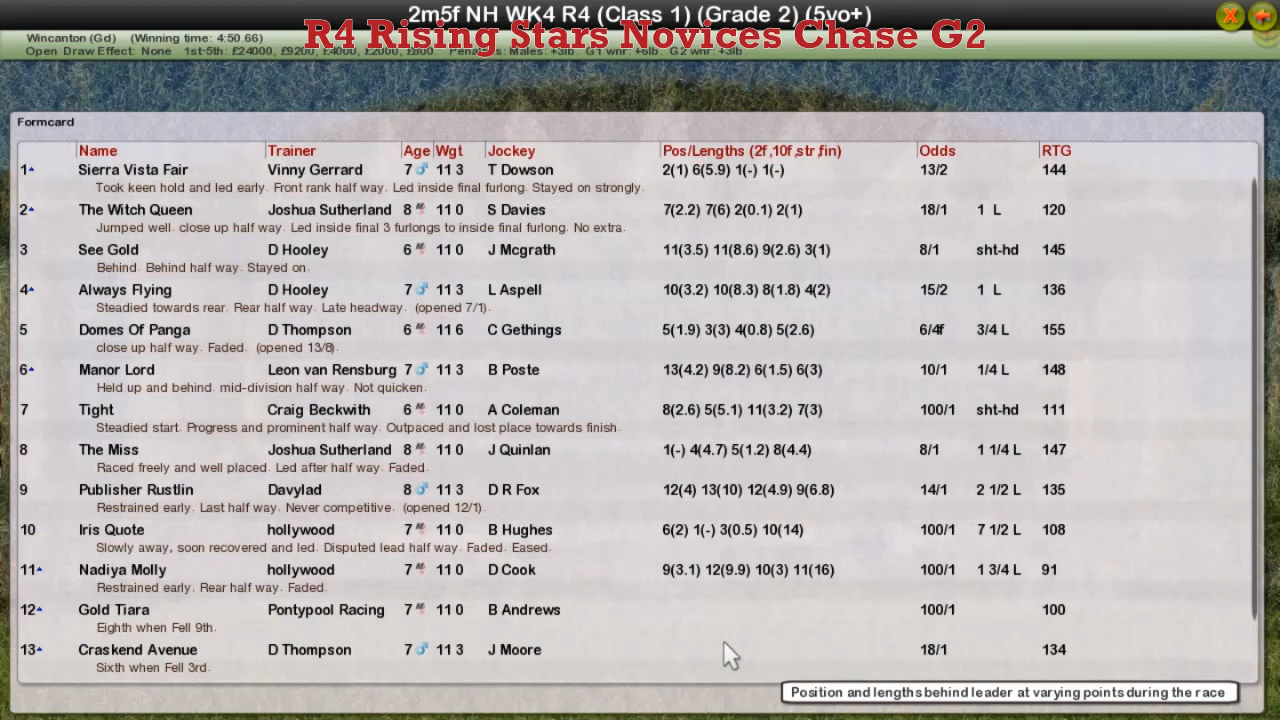 2m5f NH WK4 R4 (Class 1) (Grade 2) (5yo+)
R4 Rising Stars Novices Chase G2
Wincanton (Gd) (Winning time: 4:50.66)
Open Draw Effect: None 1st-5th: £24000, £9200, £4000, £2000, £800. Penalties: Males: +3lb. G1 wnr: +6lb. G2 wnr: +3lb.
Formcard
Name Trainer Age Wgt Jockey Pos/Lengths (2f,10f,str,fin) Odds RTG
1 Sierra Vista Fair Vinny Gerrard 7 11 3 T Dowson 2(1) 6(5.9) 1(-) 1(-) 13/2 144
Took keen hold and led early. Front rank half way. Led inside final furlong. Stayed on strongly.
2 The Witch Queen Joshua Sutherland 8 11 0 S Davies 7(2.2) 7(6) 2(0.1) 2(1) 18/1 1 L 120
Jumped well. close up half way. Led inside final 3 furlongs to inside final furlong. No extra.
3 See Gold D Hooley 6 11 0 J Mcgrath 11(3.5) 11(8.6) 9(2.6) 3(1) 8/1 sht-hd 145
Behind. Behind half way. Stayed on.
4 Always Flying D Hooley 7 11 3 L Aspell 10(3.2) 10(8.3) 8(1.8) 4(2) 15/2 1 L 136
Steadied towards rear. Rear half way. Late headway. (opened 7/1).
5 Domes Of Panga D Thompson 6 11 6 C Gethings 5(1.9) 3(3) 4(0.8) 5(2.6) 6/4f 3/4 L 155
close up half way. Faded. (opened 13/8).
6 Manor Lord Leon van Rensburg 7 11 3 B Poste 13(4.2) 9(8.2) 6(1.5) 6(3) 10/1 1/4 L 148
Held up and behind. mid-division half way. Not quicken.
7 Tight Craig Beckwith 6 11 0 A Coleman 8(2.6) 5(5.1) 11(3.2) 7(3) 100/1 sht-hd 111
Steadied start. Progress and prominent half way. Outpaced and lost place towards finish.
8 The Miss Joshua Sutherland 8 11 0 J Quinlan 1(-) 4(4.7) 5(1.2) 8(4.4) 8/1 1 1/4 L 147
Raced freely and well placed. Led after half way. Faded.
9 Publisher Rustlin Davylad 8 11 3 D R Fox 12(4) 13(10) 12(4.9) 9(6.8) 14/1 2 1/2 L 135
Restrained early. Last half way. Never competitive. (opened 12/1).
10 Iris Quote hollywood 7 11 0 B Hughes 6(2) 1(-) 3(0.5) 10(14) 100/1 7 1/2 L 108
Slowly away, soon recovered and led. Disputed lead half way. Faded. Eased.
11 Nadiya Molly hollywood 7 11 0 D Cook 9(3.1) 12(9.9) 10(3) 11(16) 100/1 1 3/4 L 91
Restrained early. Rear half way. Faded.
12 Gold Tiara Pontypool Racing 7 11 0 B Andrews 100/1 100
Eighth when Fell 9th.
13 Craskend Avenue D Thompson 7 11 3 J Moore 18/1 134
Sixth when Fell 3rd.
Position and lengths behind leader at varying points during the race